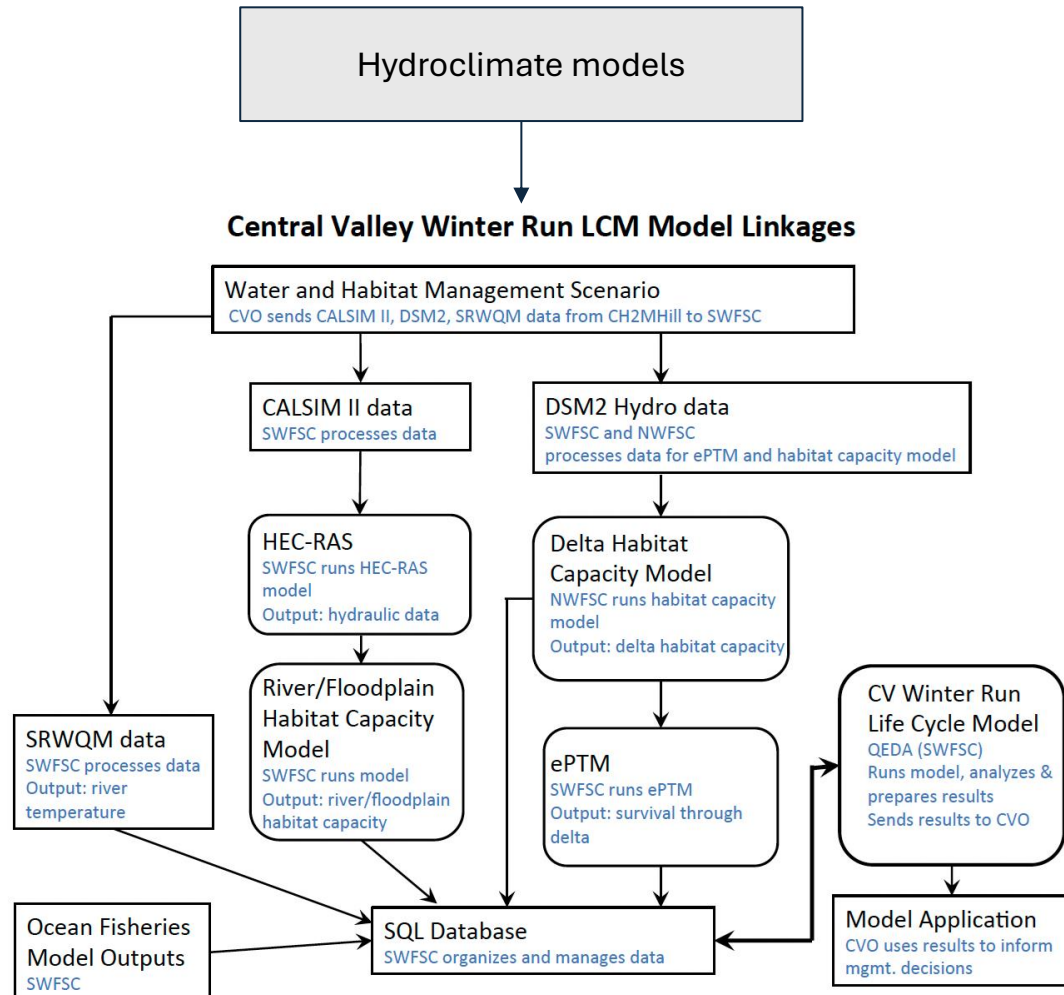 Hydroclimate models
Central Valley Winter Run LCM Model Linkages
Water and Habitat Management Scenario
CVO sends CALSIM II, DSM2, SRWQM data from CH2MHill to SWFSC
CALSIM II data
SWFSC processes data
DSM2 Hydro data
SWFSC and NWFSC
processes data for ePTM and habitat capacity model
HEC-RAS
SWFSC runs HEC-RAS
model
Output: hydraulic data
Delta Habitat
Capacity Model
NWFSC runs habitat capacity
model
Output: delta habitat capacity
SRWQM data
SWFSC processes data
Output: river
temperature
River/Floodplain
Habitat Capacity
Model
SWFSC runs model
Output: river/floodplain
habitat capacity
ePTM
SWFSC runs ePTM
Output: survival through
delta
CV Winter Run
Life Cycle Model
QEDA (SWFSC)
Runs model, analyzes &
prepares results
Sends results to CVO
Ocean Fisheries
Model Outputs
SWFSC
SQL Database
SWFSC organizes and manages data
Model Application
CVO uses results to inform
mgmt. decisions